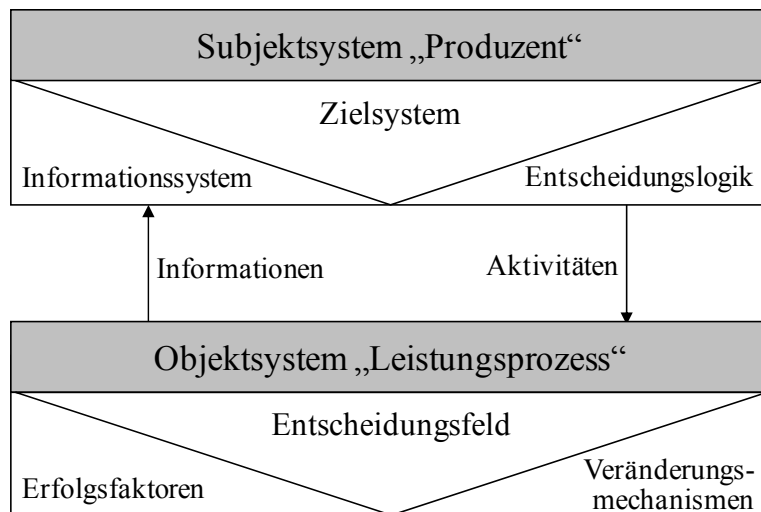 Subjektsystem „Produzent“
Zielsystem
Informationssystem
Entscheidungslogik
Informationen
Aktivitäten
Objektsystem „Leistungsprozess“
Entscheidungsfeld
Erfolgsfaktoren
Veränderungs-
mechanismen